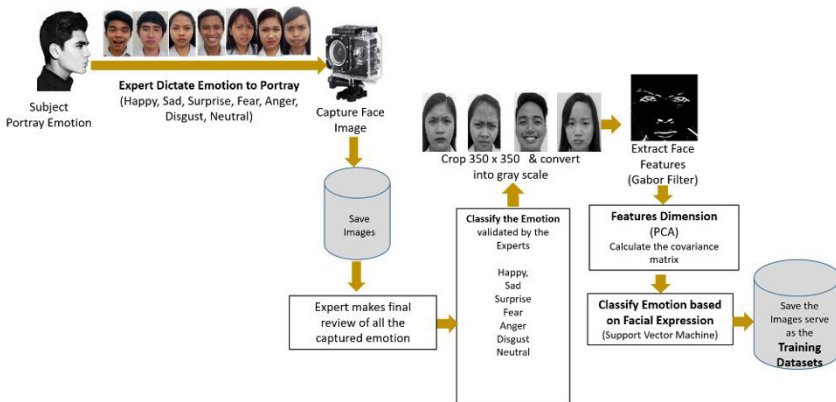 Subject
Portray Emotion
Expert Dictate Emotion to Portray
(Happy, Sad, Surprise, Fear, Anger,
Disgust, Neutral)
Capture Face
Image
Save
Images
Expert makes final
review of all the
captured emotion
Classify the Emotion
validated by the
Experts
Happy,
Sad
Surprise
Fear
Anger
Disgust
Neutral
Crop 350 x 350 & convert
into gray scale
Extract Face
Features
(Gabor Filter)
Features Dimension
(PCA)
Calculate the covariance
matrix
Classify Emotion based
on Facial Expression
(Support Vector Machine)
Save the
Images serve
as the
Training
Datasets